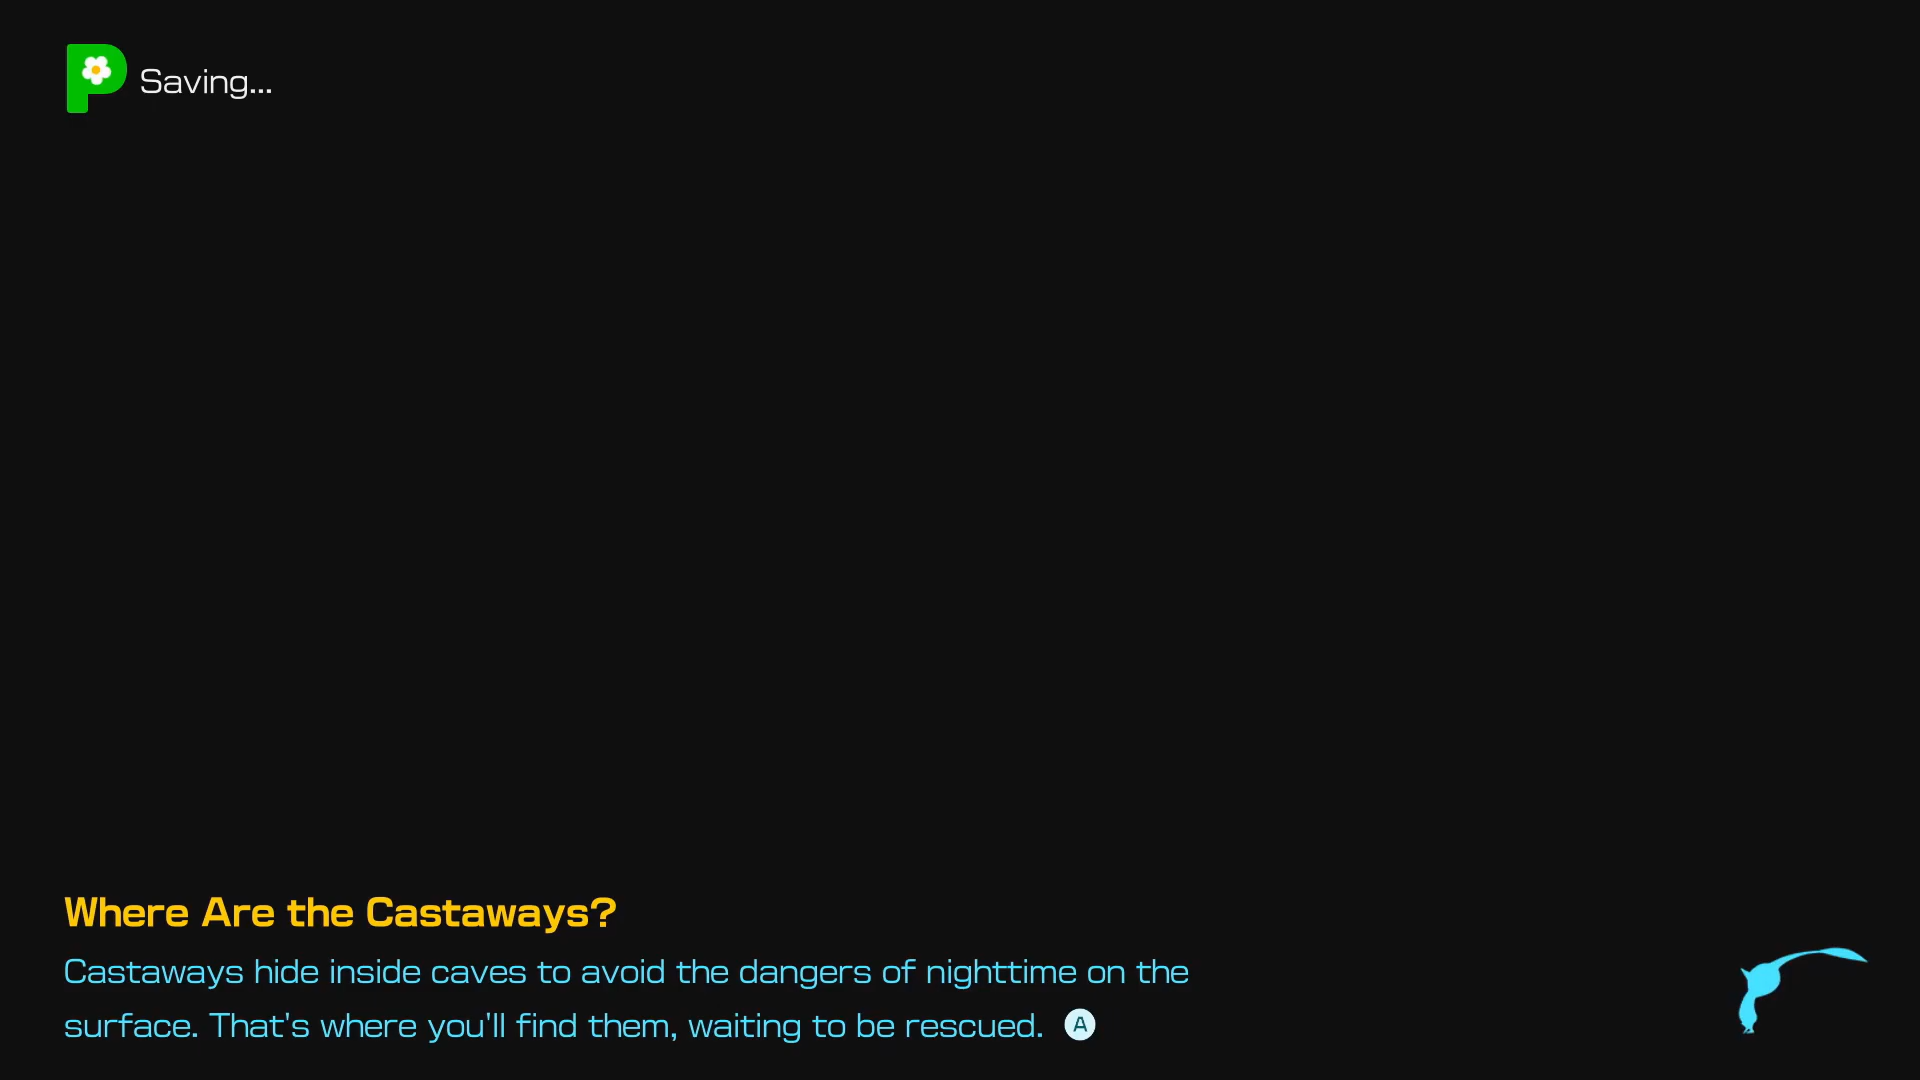 P Saving...
Where Are the Castaways?
Castaways hide inside caves to avoid the dangers of nighttime on the
surface. That's where you'll find them, waiting to be rescued. A